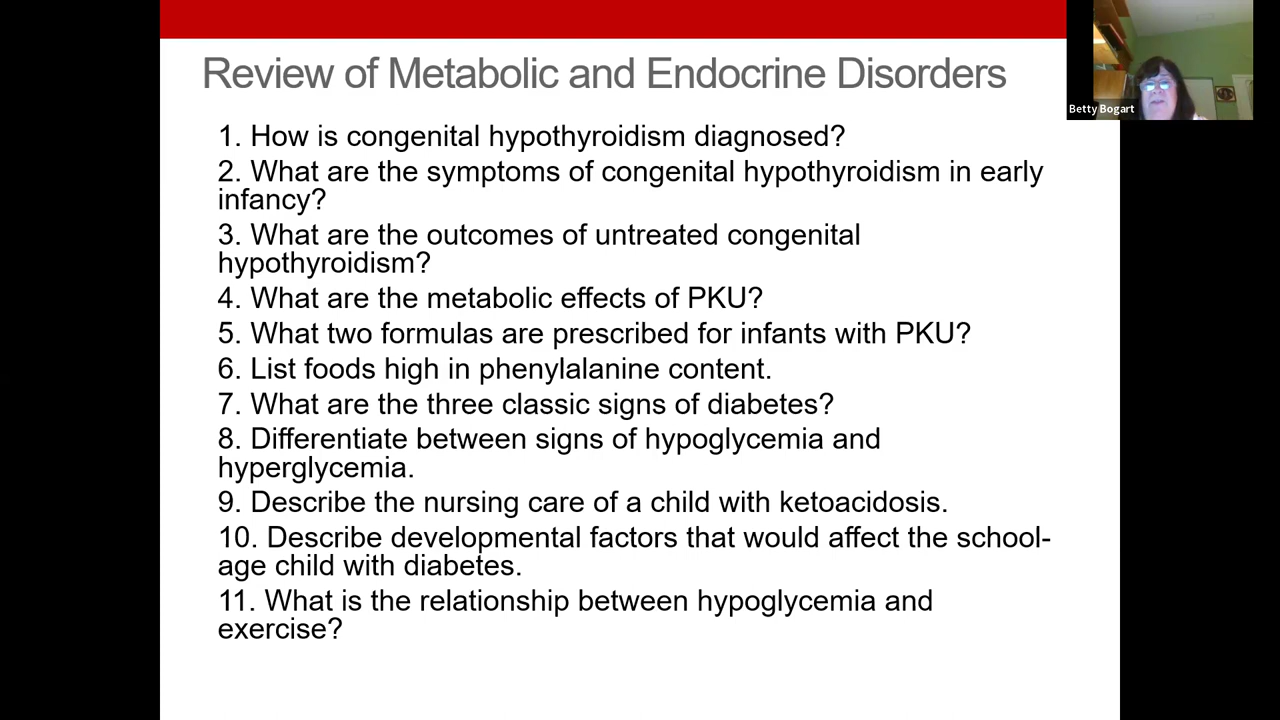 Review of Metabolic and Endocrine Disorders
Betty Bogart
1. How is congenital hypothyroidism diagnosed?
2. What are the symptoms of congenital hypothyroidism in early
infancy?
3. What are the outcomes of untreated congenital
hypothyroidism?
4. What are the metabolic effects of PKU?
5. What two formulas are prescribed for infants with PKU?
6. List foods high in phenylalanine content.
7. What are the three classic signs of diabetes?
8. Differentiate between signs of hypoglycemia and
hyperglycemia.
9. Describe the nursing care of a child with ketoacidosis.
10. Describe developmental factors that would affect the school-
age child with diabetes.
11. What is the relationship between hypoglycemia and
exercise?